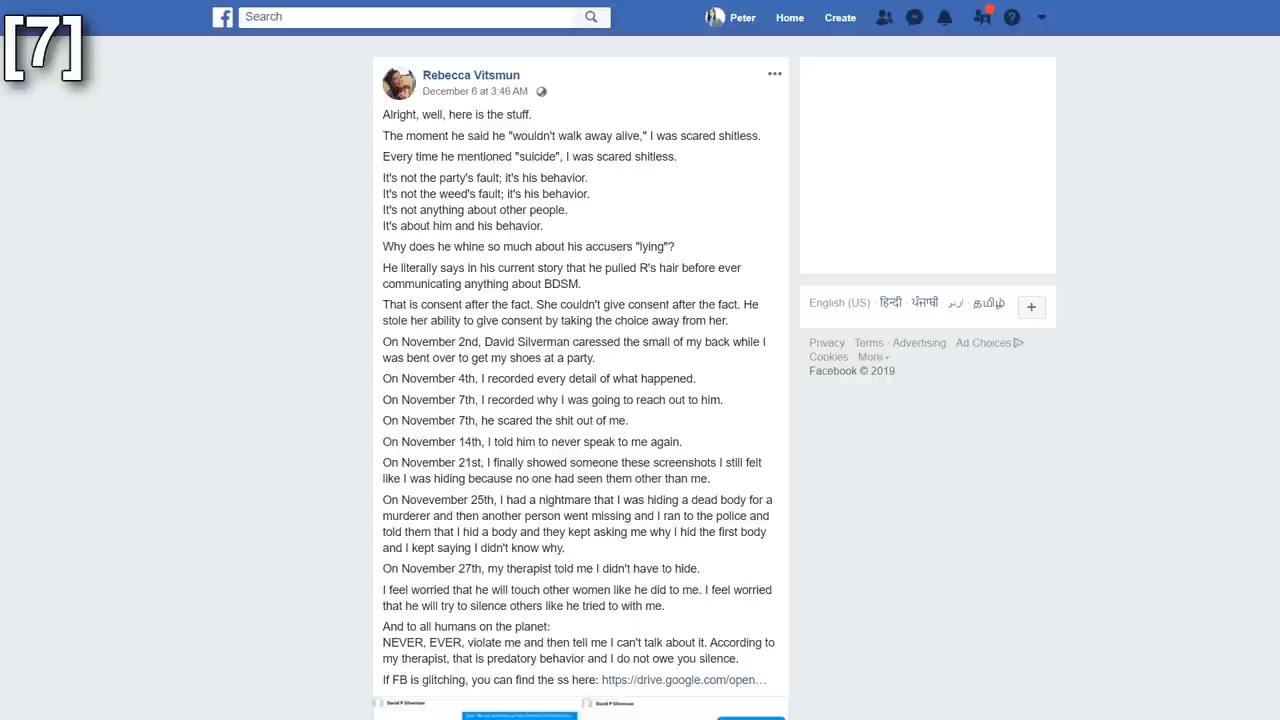 [7]
Search
Peter Home Create
Rebecca Vitsmun
December 6 at 3:46 AM
Alright, well, here is the stuff.
The moment he said he "wouldn't walk away alive," I was scared shitless.
Every time he mentioned "suicide", I was scared shitless.
It's not the party's fault; it's his behavior.
It's not the weed's fault; it's his behavior.
It's not anything about other people.
It's about him and his behavior.
Why does he whine so much about his accusers "lying"?
He literally says in his current story that he pulled R's hair before ever
communicating anything about BDSM.
That is consent after the fact. She couldn't give consent after the fact. He
stole her ability to give consent by taking the choice away from her.
On November 2nd, David Silverman caressed the small of my back while I
was bent over to get my shoes at a party.
On November 4th, I recorded every detail of what happened.
On November 7th, I recorded why I was going to reach out to him.
On November 7th, he scared the shit out of me.
On November 14th, I told him to never speak to me again.
On November 21st, I finally showed someone these screenshots I still felt
like I was hiding because no one had seen them other than me.
On Novevember 25th, I had a nightmare that I was hiding a dead body for a
murderer and then another person went missing and I ran to the police and
told them that I hid a body and they kept asking me why I hid the first body
and I kept saying I didn't know why.
On November 27th, my therapist told me I didn't have to hide.
I feel worried that he will touch other women like he did to me. I feel worried
that he will try to silence others like he tried to with me.
And to all humans on the planet:
NEVER, EVER, violate me and then tell me I can't talk about it. According to
my therapist, that is predatory behavior and I do not owe you silence.
If FB is glitching, you can find the ss here: https://drive.google.com/open…
David P Silverman David P Silverman
English (US) · हिन्दी · ਪੰਜਾਬੀ · اردو · தமிழ்
Privacy · Terms · Advertising · Ad Choices
Cookies · More
Facebook © 2019